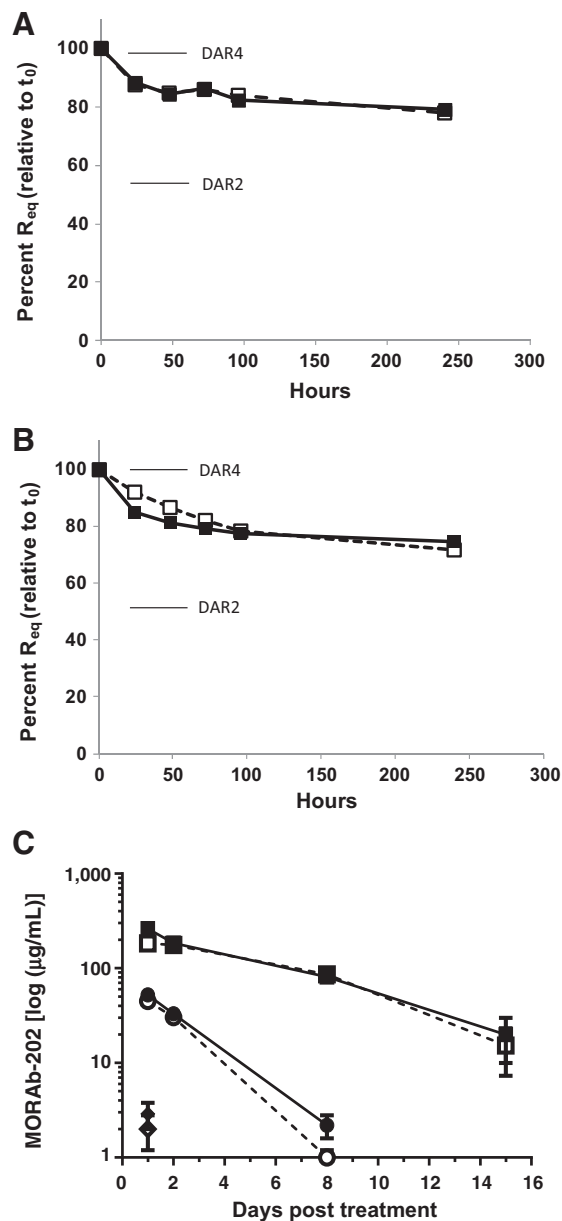 A
Percent Req (relative to t0)
100
80
60
40
20
0
DAR4
DAR2
0 50 100 150 200 250 300
Hours
B
Percent Req (relative to t0)
100
80
60
40
20
0
DAR4
DAR2
0 50 100 150 200 250 300
Hours
C
MORAb-202 [log (µg/mL)]
1,000
100
10
1
0 2 4 6 8 10 12 14 16
Days post treatment